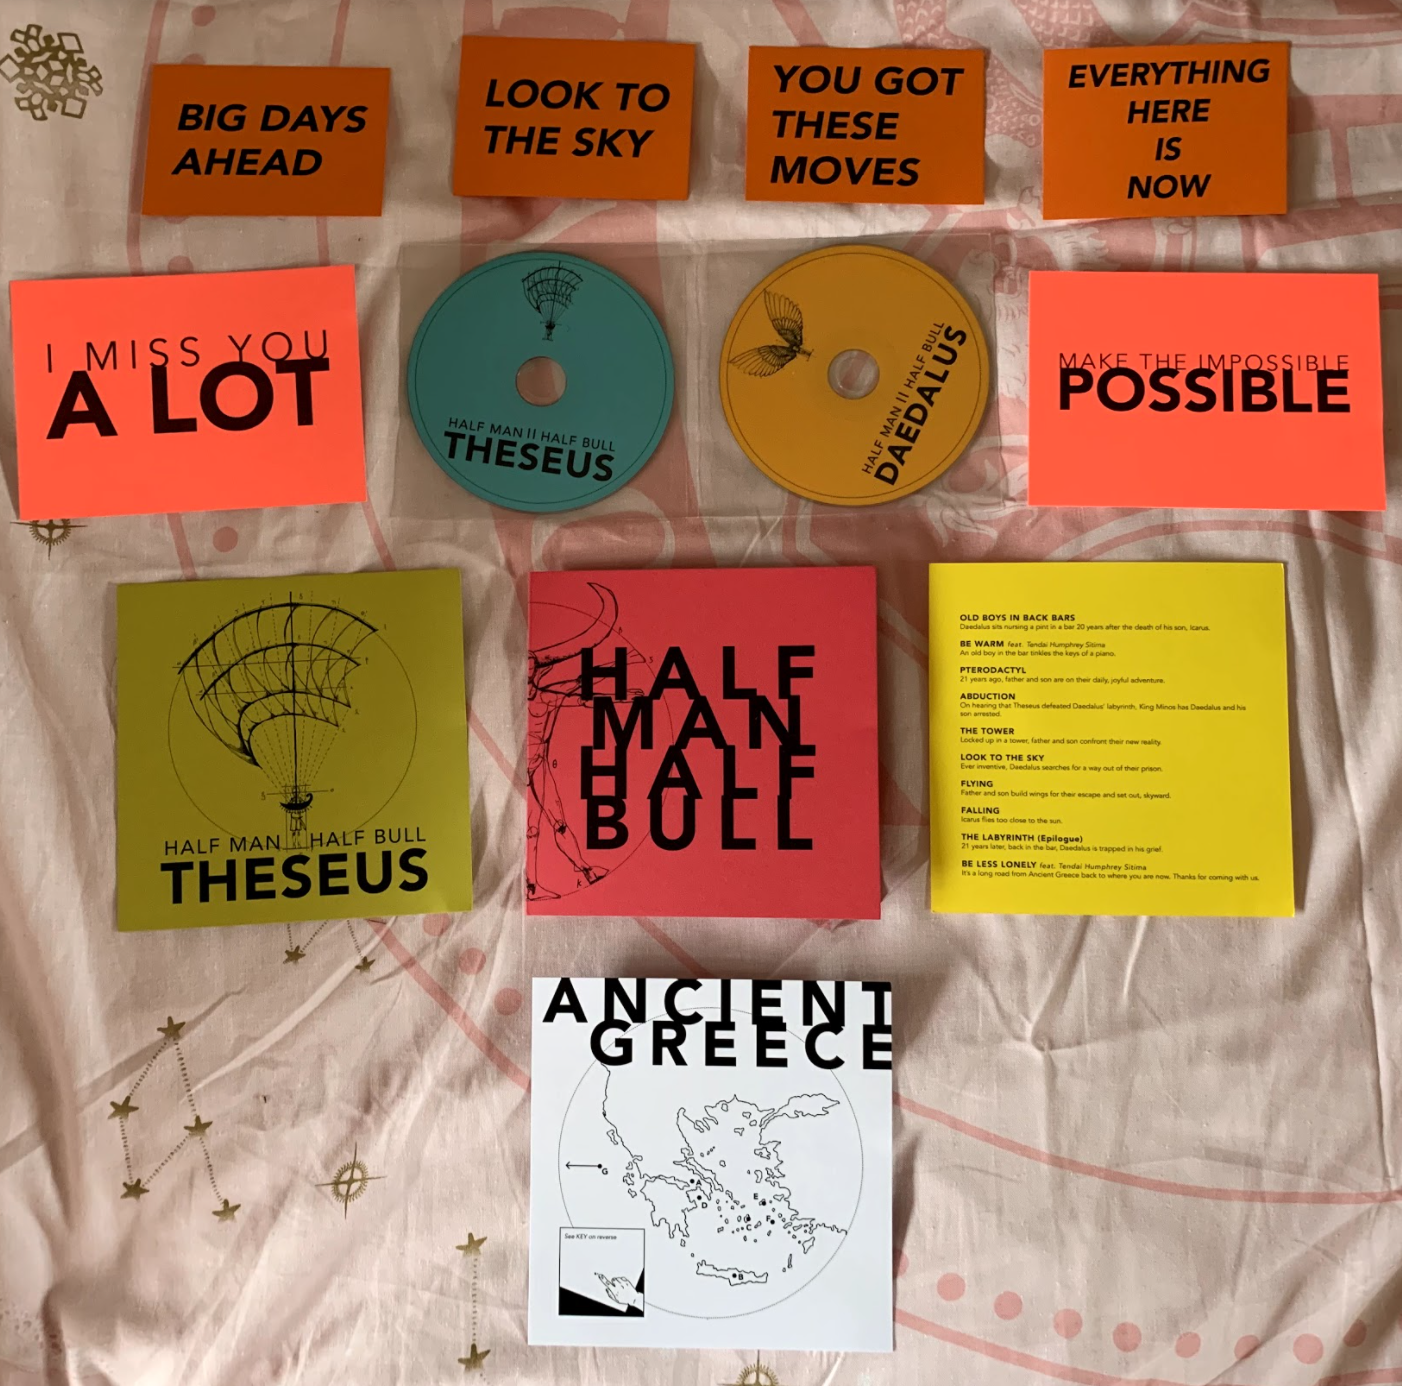 BIG DAYS
AHEAD
LOOK TO
THE SKY
YOU GOT
THESE
MOVES
EVERYTHING
HERE
IS
NOW
I MISS YOU
A LOT
HALF MAN || HALF BULL
THESEUS
HALF MAN || HALF BULL
DAEDALUS
MAKE THE IMPOSSIBLE
POSSIBLE
HALF MAN HALF BULL
THESEUS
HALF
MAN
HALF
BULL
OLD BOYS IN BACK BARS
Daedalus sits nursing a pint in a bar 20 years after the death of his son, Icarus.
BE WARM feat. Tendai Humphrey Sitima
An old boy in the bar tinkles the keys of a piano.
PTERODACTYL
21 years ago, father and son are on their daily, joyful adventure.
ABDUCTION
On hearing that Theseus defeated Daedalus' labyrinth, King Minos has Daedalus and his
son arrested.
THE TOWER
Locked up in a tower, father and son confront their new reality.
LOOK TO THE SKY
Ever inventive, Daedalus searches for a way out of their prison.
FLYING
Father and son build wings for their escape and set out, skyward.
FALLING
Icarus flies too close to the sun.
THE LABYRINTH (Epilogue)
21 years later, back in the bar, Daedalus is trapped in his grief.
BE LESS LONELY feat. Tendai Humphrey Sitima
It's a long road from Ancient Greece back to where you are now. Thanks for coming with us.
ANCIENT
GREECE
G
A
D
E
F
C
B
See KEY on reverse